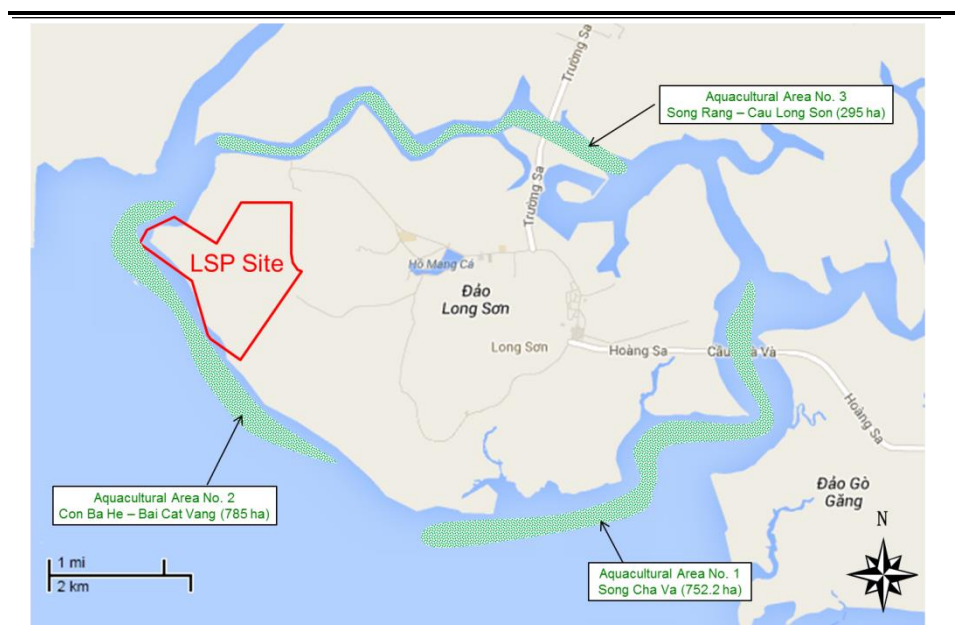 Trường Sa
Aquacultural Area No. 3
Song Rang – Cau Long Son (295 ha)
Trường Sa
LSP Site
Hồ Mang Cá
Đảo
Long Sơn
Long Sơn
Hoàng Sa
Hoàng Sa
Aquacultural Area No. 2
Con Ba He – Bai Cat Vang (785 ha)
Đảo Gò
Găng
N
1 mi
2 km
Aquacultural Area No. 1
Song Cha Va (752.2 ha)